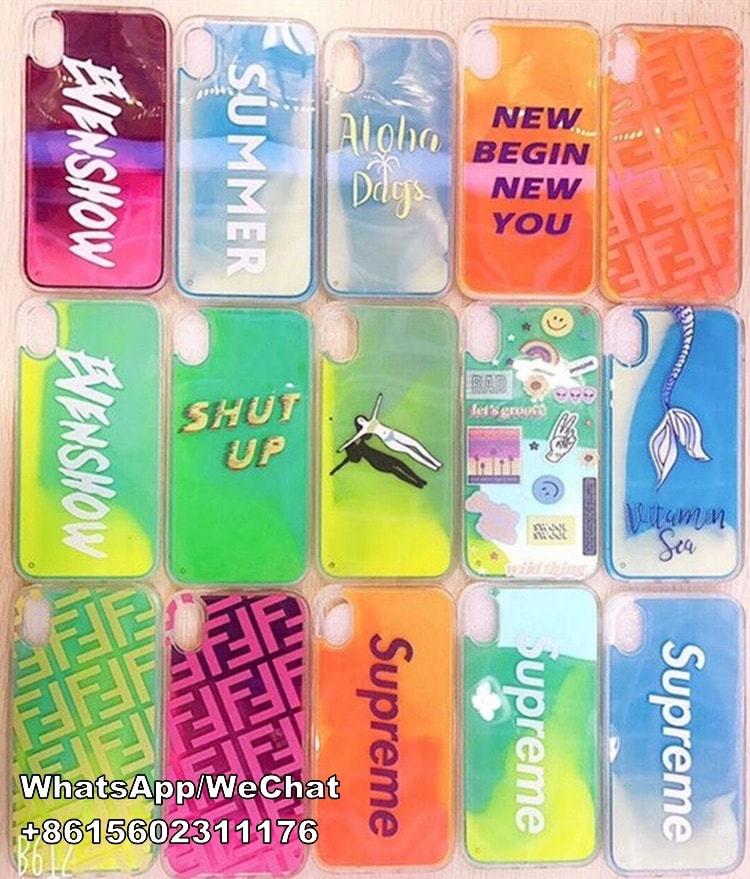 EVENSHOW
SUMMER
Aloha
Days
NEW
BEGIN
NEW
YOU
EVENSHOW
SHUT
UP
BAD
let's groove
wild thing
Vitamin
Sea
Supreme
Supreme
Supreme
WhatsApp/WeChat
+8615602311176
B612